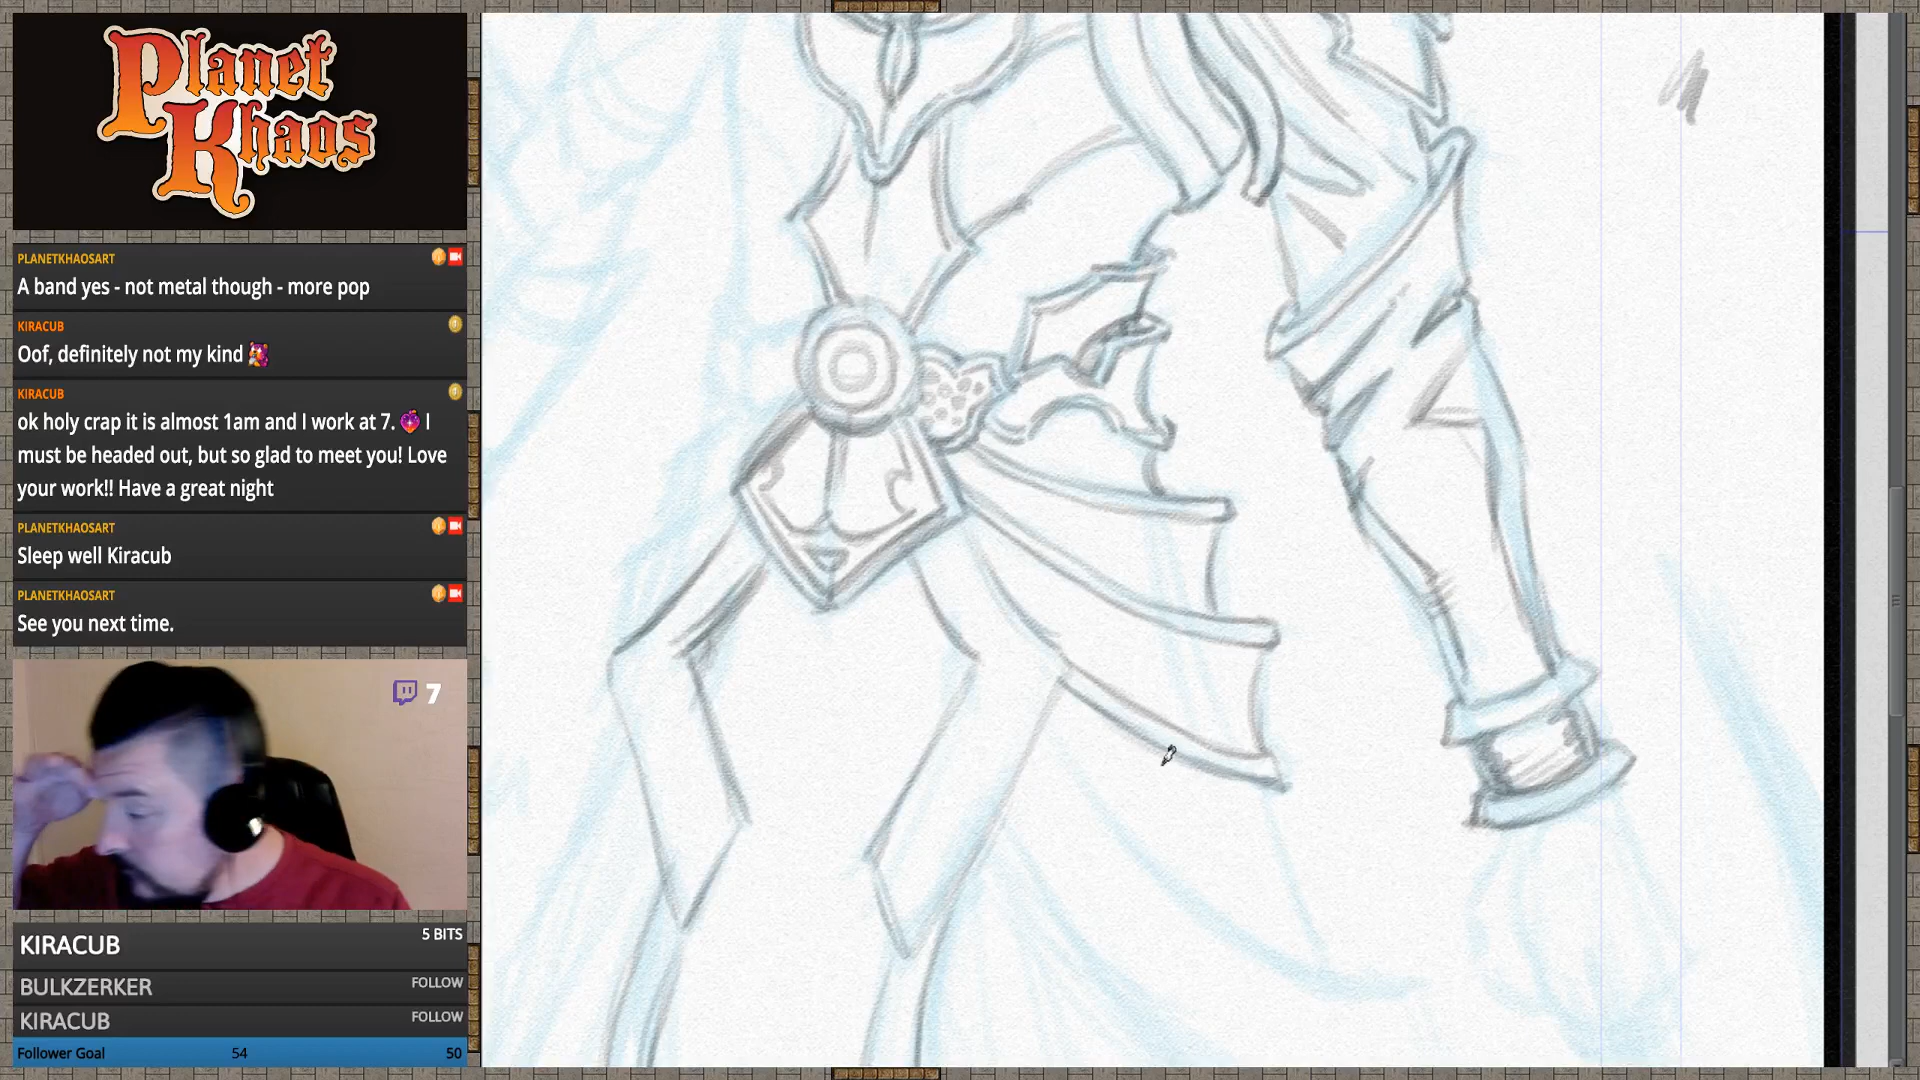 Planet
Khaos
PLANETKHAOSART
A band yes - not metal though - more pop
KIRACUB
Oof, definitely not my kind
KIRACUB
ok holy crap it is almost 1am and I work at 7. I
must be headed out, but so glad to meet you! Love
your work!! Have a great night
PLANETKHAOSART
Sleep well Kiracub
PLANETKHAOSART
See you next time.
7
KIRACUB 5 BITS
BULKZERKER FOLLOW
KIRACUB FOLLOW
Follower Goal 54 50